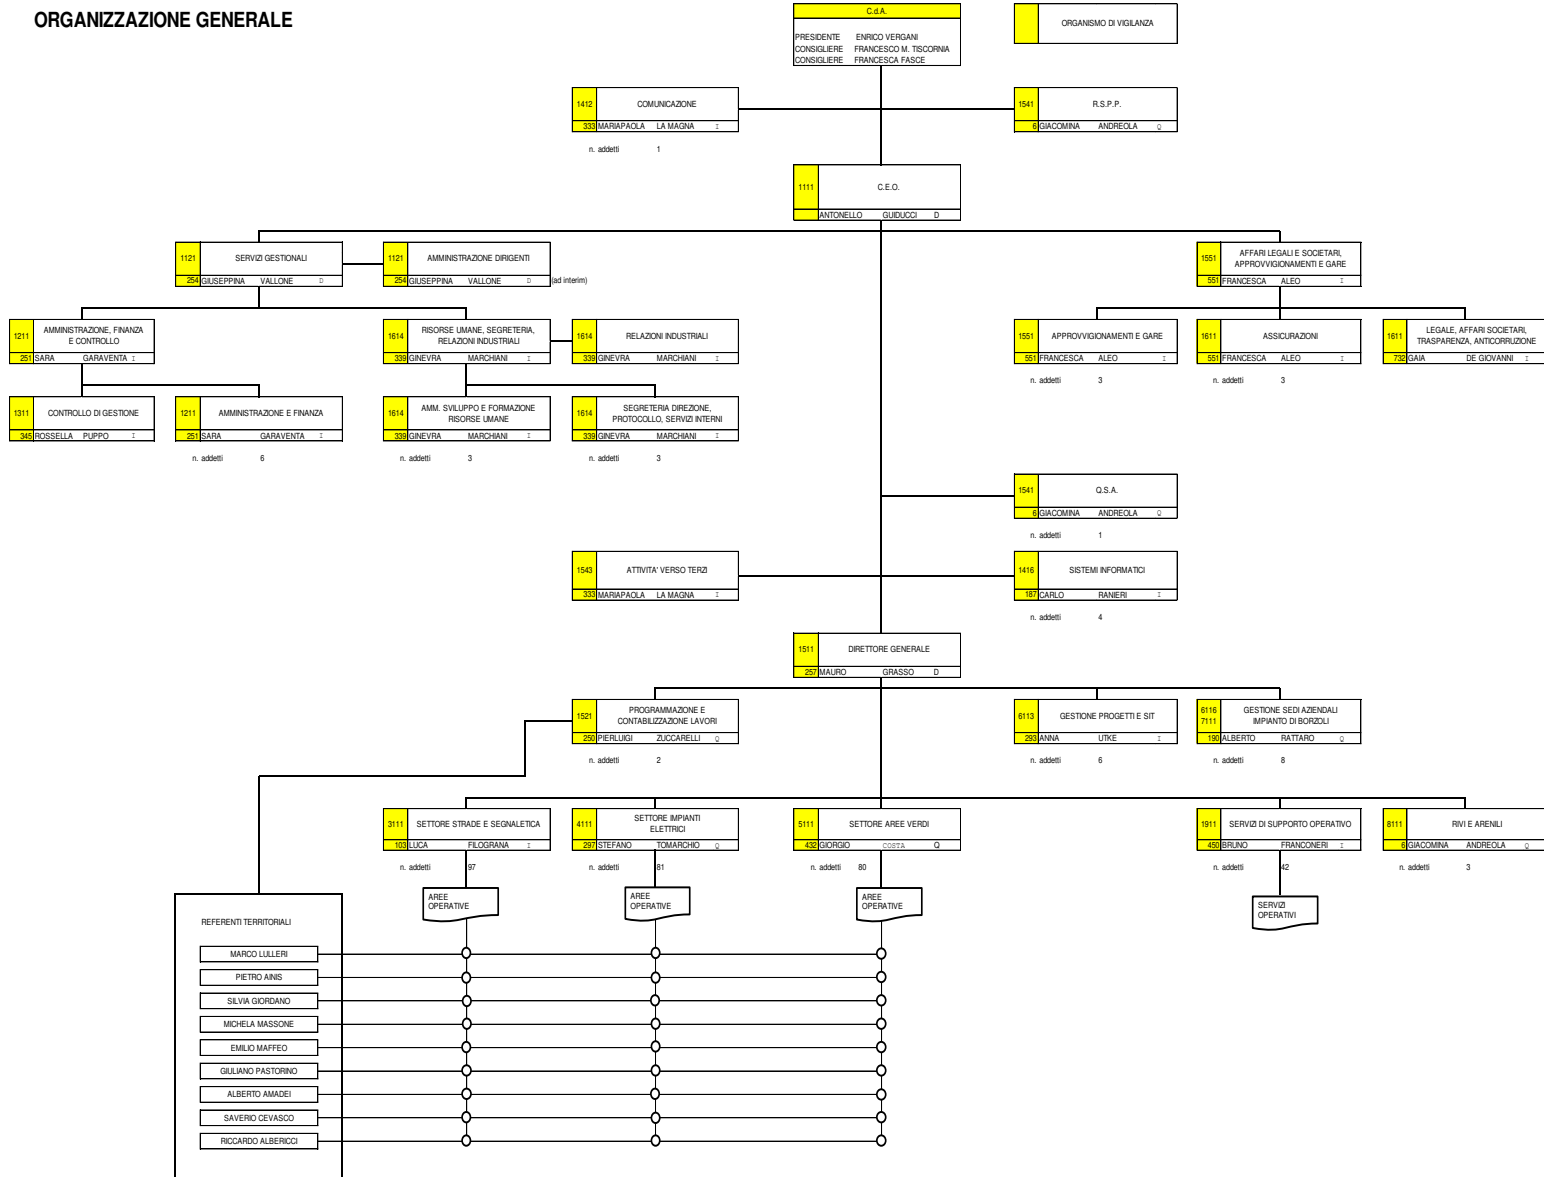 ORGANIZZAZIONE GENERALE
C.d.A.
PRESIDENTE ENRICO VERGANI
CONSIGLIERE FRANCESCO M. TISCORNIA
CONSIGLIERE FRANCESCA FASCE
ORGANISMO DI VIGILANZA
1412 COMUNICAZIONE
333 MARIAPAOLA LA MAGNA I
n. addetti 1
1541 R.S.P.P.
6 GIACOMINA ANDREOLA Q
1111 C.E.O.
ANTONELLO GUIDUCCI D
1121 SERVIZI GESTIONALI
254 GIUSEPPINA VALLONE D
1121 AMMINISTRAZIONE DIRIGENTI
254 GIUSEPPINA VALLONE D (ad interim)
1551 AFFARI LEGALI E SOCIETARI,
APPROVVIGIONAMENTI E GARE
551 FRANCESCA ALEO I
1211 AMMINISTRAZIONE, FINANZA
E CONTROLLO
251 SARA GARAVENTA I
1614 RISORSE UMANE, SEGRETERIA,
RELAZIONI INDUSTRIALI
339 GINEVRA MARCHIANI I
1614 RELAZIONI INDUSTRIALI
339 GINEVRA MARCHIANI I
1551 APPROVVIGIONAMENTI E GARE
551 FRANCESCA ALEO I
n. addetti 3
1611 ASSICURAZIONI
551 FRANCESCA ALEO I
n. addetti 3
1611 LEGALE, AFFARI SOCIETARI,
TRASPARENZA, ANTICORRUZIONE
732 GAIA DE GIOVANNI I
1311 CONTROLLO DI GESTIONE
345 ROSSELLA PUPPO I
1211 AMMINISTRAZIONE E FINANZA
251 SARA GARAVENTA I
n. addetti 6
1614 AMM. SVILUPPO E FORMAZIONE
RISORSE UMANE
339 GINEVRA MARCHIANI I
n. addetti 3
1614 SEGRETERIA DIREZIONE,
PROTOCOLLO, SERVIZI INTERNI
339 GINEVRA MARCHIANI I
n. addetti 3
1541 Q.S.A.
6 GIACOMINA ANDREOLA Q
n. addetti 1
1543 ATTIVITA' VERSO TERZI
333 MARIAPAOLA LA MAGNA I
1416 SISTEMI INFORMATICI
187 CARLO RANIERI I
n. addetti 4
1511 DIRETTORE GENERALE
257 MAURO GRASSO D
1521 PROGRAMMAZIONE E
CONTABILIZZAZIONE LAVORI
250 PIERLUIGI ZUCCARELLI Q
n. addetti 2
6113 GESTIONE PROGETTI E SIT
293 ANNA UTKE I
n. addetti 6
6116 GESTIONE SEDI AZIENDALI
7111 IMPIANTO DI BORZOLI
190 ALBERTO RATTARO Q
n. addetti 8
3111 SETTORE STRADE E SEGNALETICA
103 LUCA FILOGRANA I
n. addetti 97
4111 SETTORE IMPIANTI
ELETTRICI
297 STEFANO TOMARCHIO Q
n. addetti 81
5111 SETTORE AREE VERDI
432 GIORGIO COSTA Q
n. addetti 80
1911 SERVIZI DI SUPPORTO OPERATIVO
450 BRUNO FRANCONERI I
n. addetti 42
8111 RIVI E ARENILI
6 GIACOMINA ANDREOLA Q
n. addetti 3
AREE
OPERATIVE
AREE
OPERATIVE
AREE
OPERATIVE
SERVIZI
OPERATIVI
REFERENTI TERRITORIALI
MARCO LULLERI
PIETRO AINIS
SILVIA GIORDANO
MICHELA MASSONE
EMILIO MAFFEO
GIULIANO PASTORINO
ALBERTO AMADEI
SAVERIO CEVASCO
RICCARDO ALBERICCI